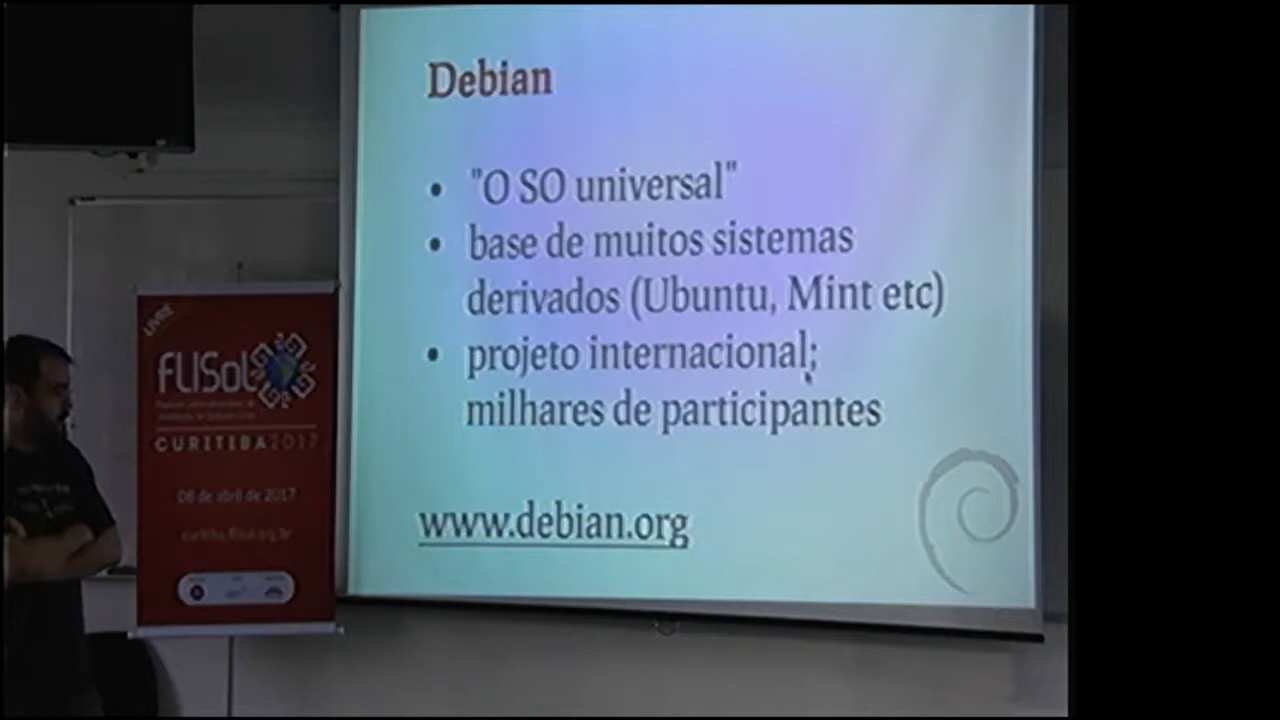 Debian
• "O SO universal"
• base de muitos sistemas
derivados (Ubuntu, Mint etc)
• projeto internacional;
milhares de participantes
www.debian.org
LIVRE
fLISoL
CURITIBA 2017
08 de abril de 2017